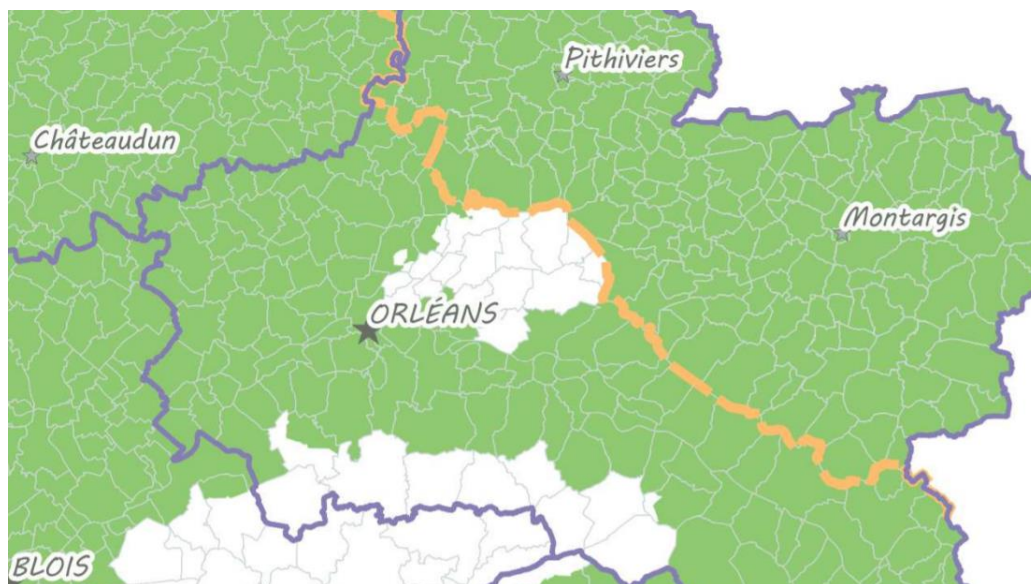 Pithiviers
Châteaudun
Montargis
ORLÉANS
BLOIS